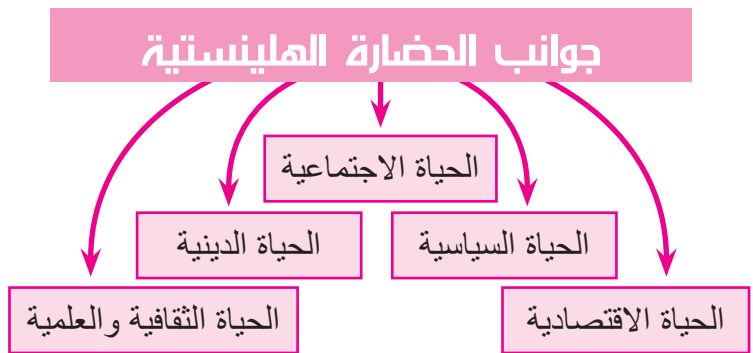 جوانب الحضارة الهلينستية
الحياة الاجتماعية
الحياة السياسية
الحياة الدينية
الحياة الاقتصادية
الحياة الثقافية والعلمية